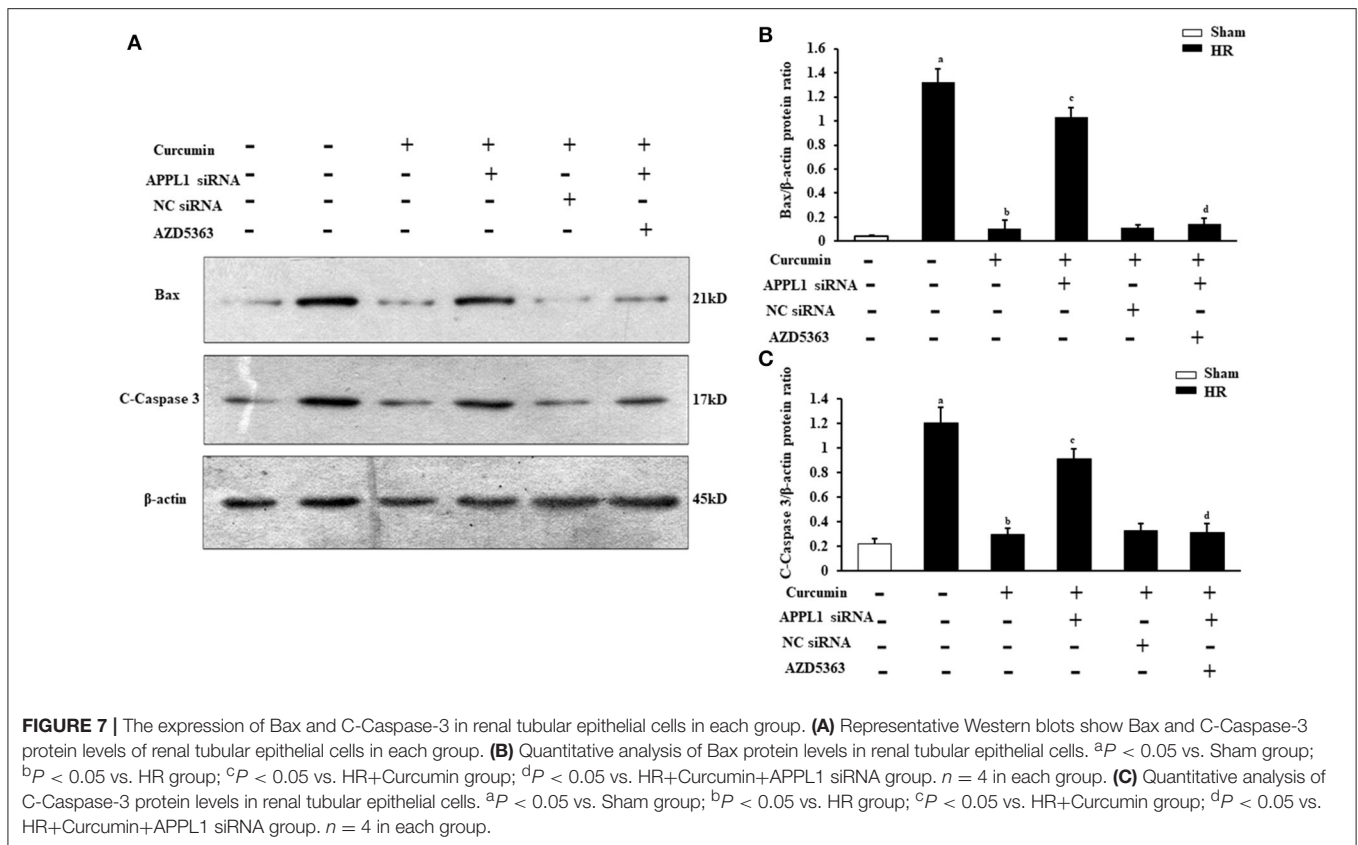 A
Curcumin - - + + + +
APPL1 siRNA - - - + - +
NC siRNA - - - - + -
AZD5363 - - - - - +
Bax 21kD
C-Caspase 3 17kD
β-actin 45kD
B
Sham
HR
Bax/β-actin protein ratio
1.6
1.4
1.2
1
0.8
0.6
0.4
0.2
0
a
b
c
d
Curcumin - - + + + +
APPL1 siRNA - - - + - +
NC siRNA - - - - + -
AZD5363 - - - - - +
C
Sham
HR
C-Caspase 3/β-actin protein ratio
1.4
1.2
1
0.8
0.6
0.4
0.2
0
a
b
c
d
Curcumin - - + + + +
APPL1 siRNA - - - + - +
NC siRNA - - - - + -
AZD5363 - - - - - +
FIGURE 7 | The expression of Bax and C-Caspase-3 in renal tubular epithelial cells in each group. (A) Representative Western blots show Bax and C-Caspase-3
protein levels of renal tubular epithelial cells in each group. (B) Quantitative analysis of Bax protein levels in renal tubular epithelial cells. aP < 0.05 vs. Sham group;
bP < 0.05 vs. HR group; cP < 0.05 vs. HR+Curcumin group; dP < 0.05 vs. HR+Curcumin+APPL1 siRNA group. n = 4 in each group. (C) Quantitative analysis of
C-Caspase-3 protein levels in renal tubular epithelial cells. aP < 0.05 vs. Sham group; bP < 0.05 vs. HR group; cP < 0.05 vs. HR+Curcumin group; dP < 0.05 vs.
HR+Curcumin+APPL1 siRNA group. n = 4 in each group.